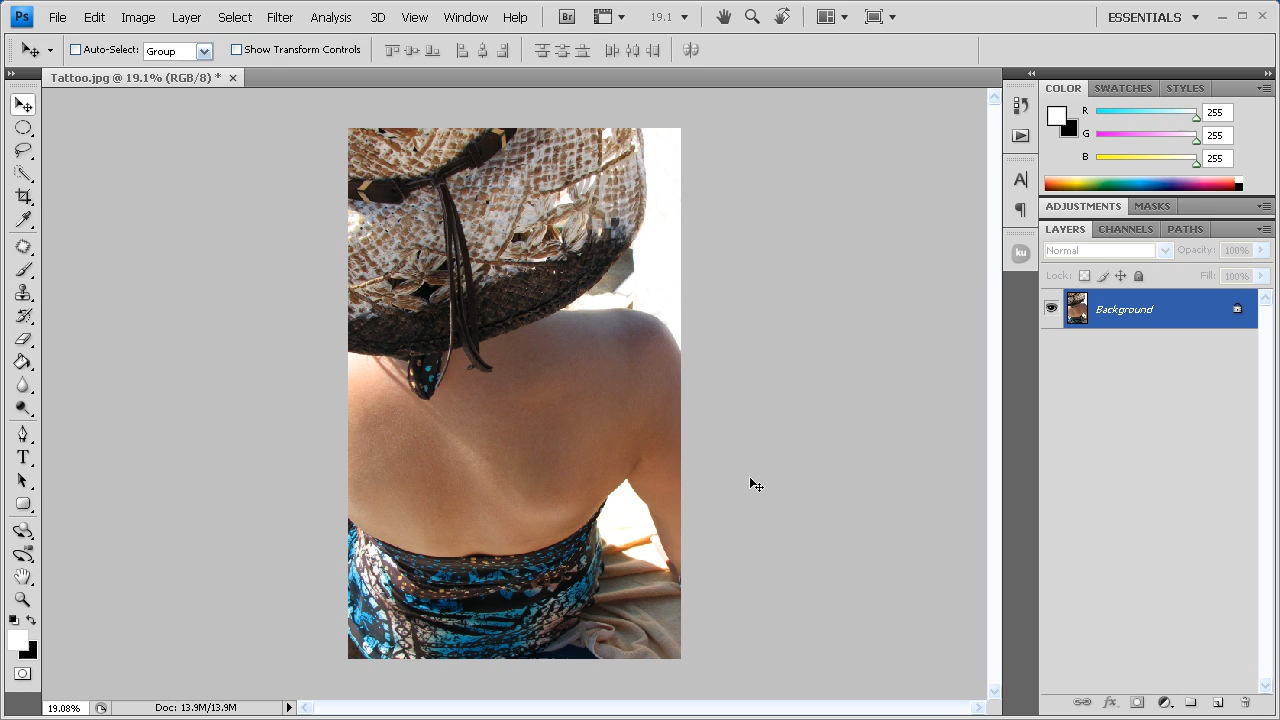 Ps File Edit Image Layer Select Filter Analysis 3D View Window Help Br 19.1 ESSENTIALS
Auto-Select: Group Show Transform Controls
Tattoo.jpg @ 19.1% (RGB/8) *
COLOR SWATCHES STYLES
R 255
G 255
B 255
ADJUSTMENTS MASKS
LAYERS CHANNELS PATHS
Normal Opacity: 100%
Lock: Fill: 100%
Background
A
ku
T
fx
19.08% Doc: 13.9M/13.9M